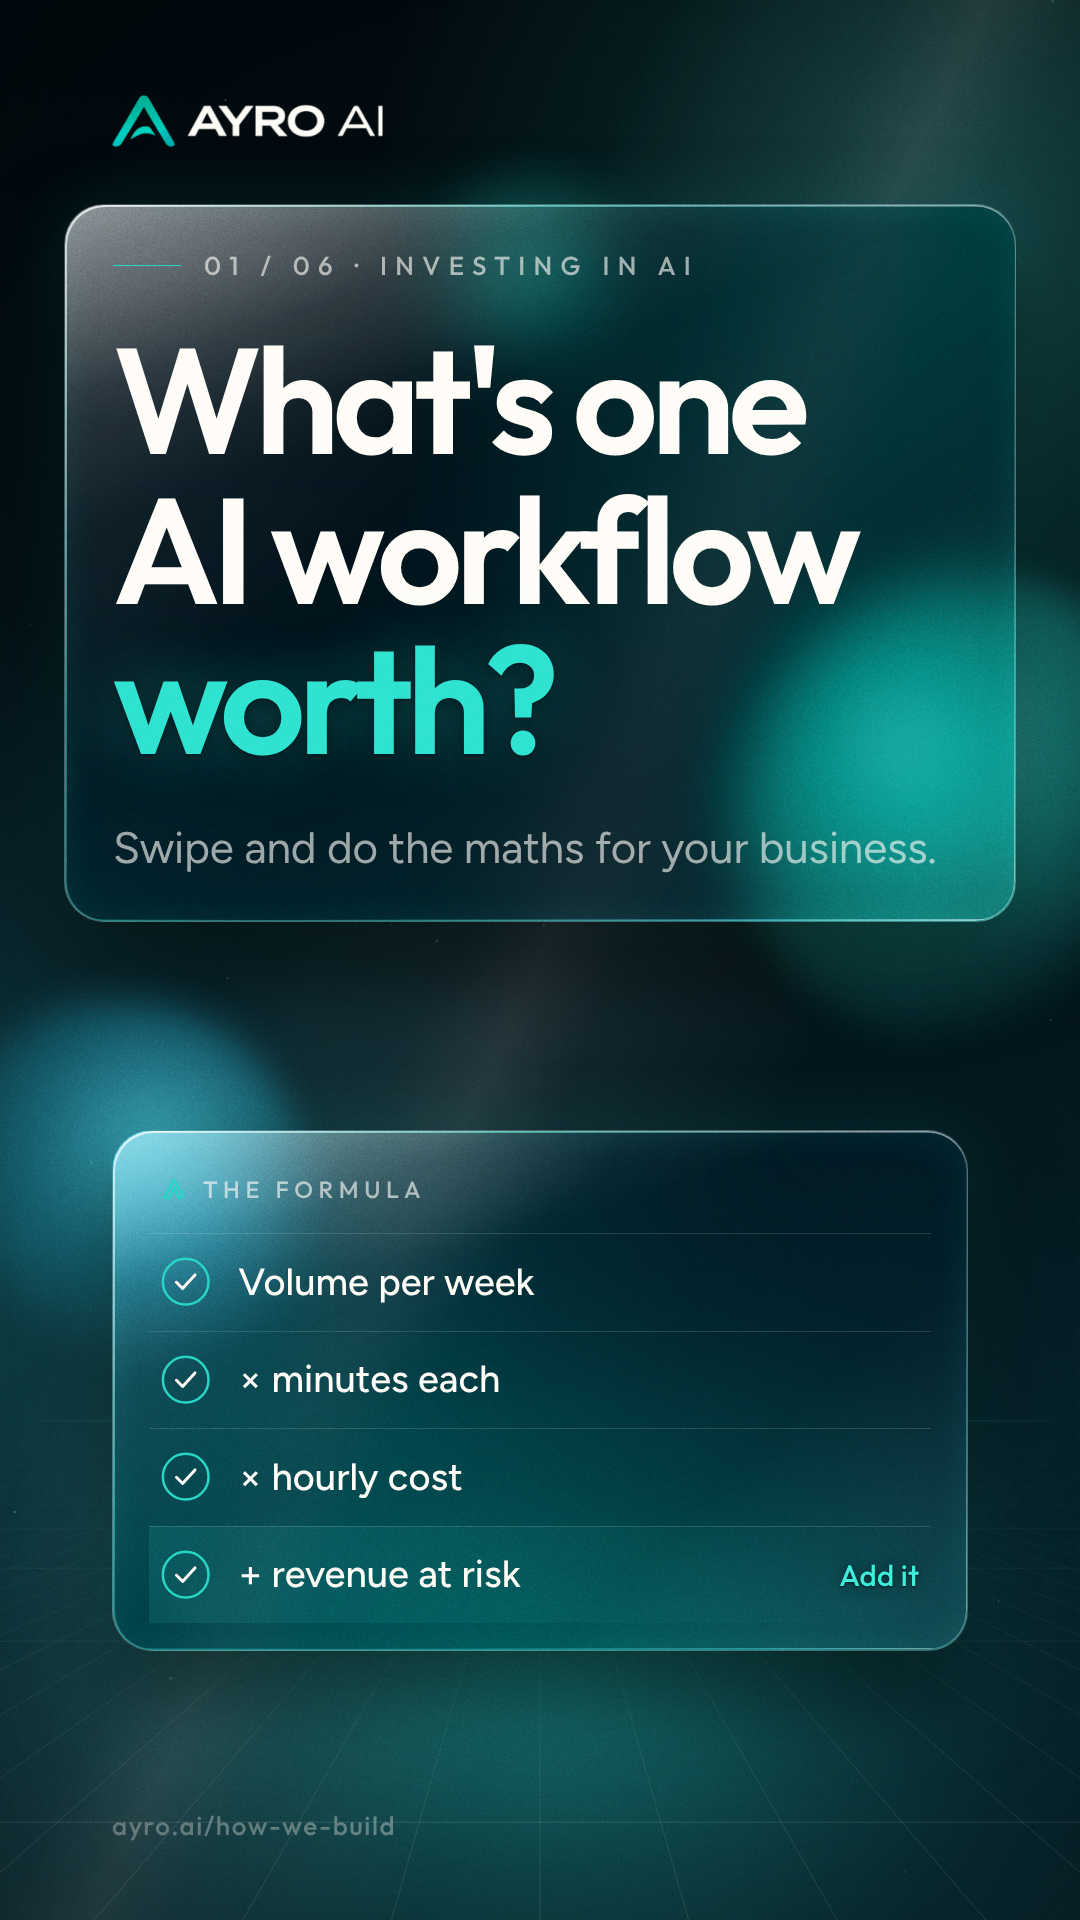 AYRO AI
01 / 06 · INVESTING IN AI
What's one
AI workflow
worth?
Swipe and do the maths for your business.
THE FORMULA
Volume per week
× minutes each
× hourly cost
+ revenue at risk
Add it
ayro.ai/how-we-build